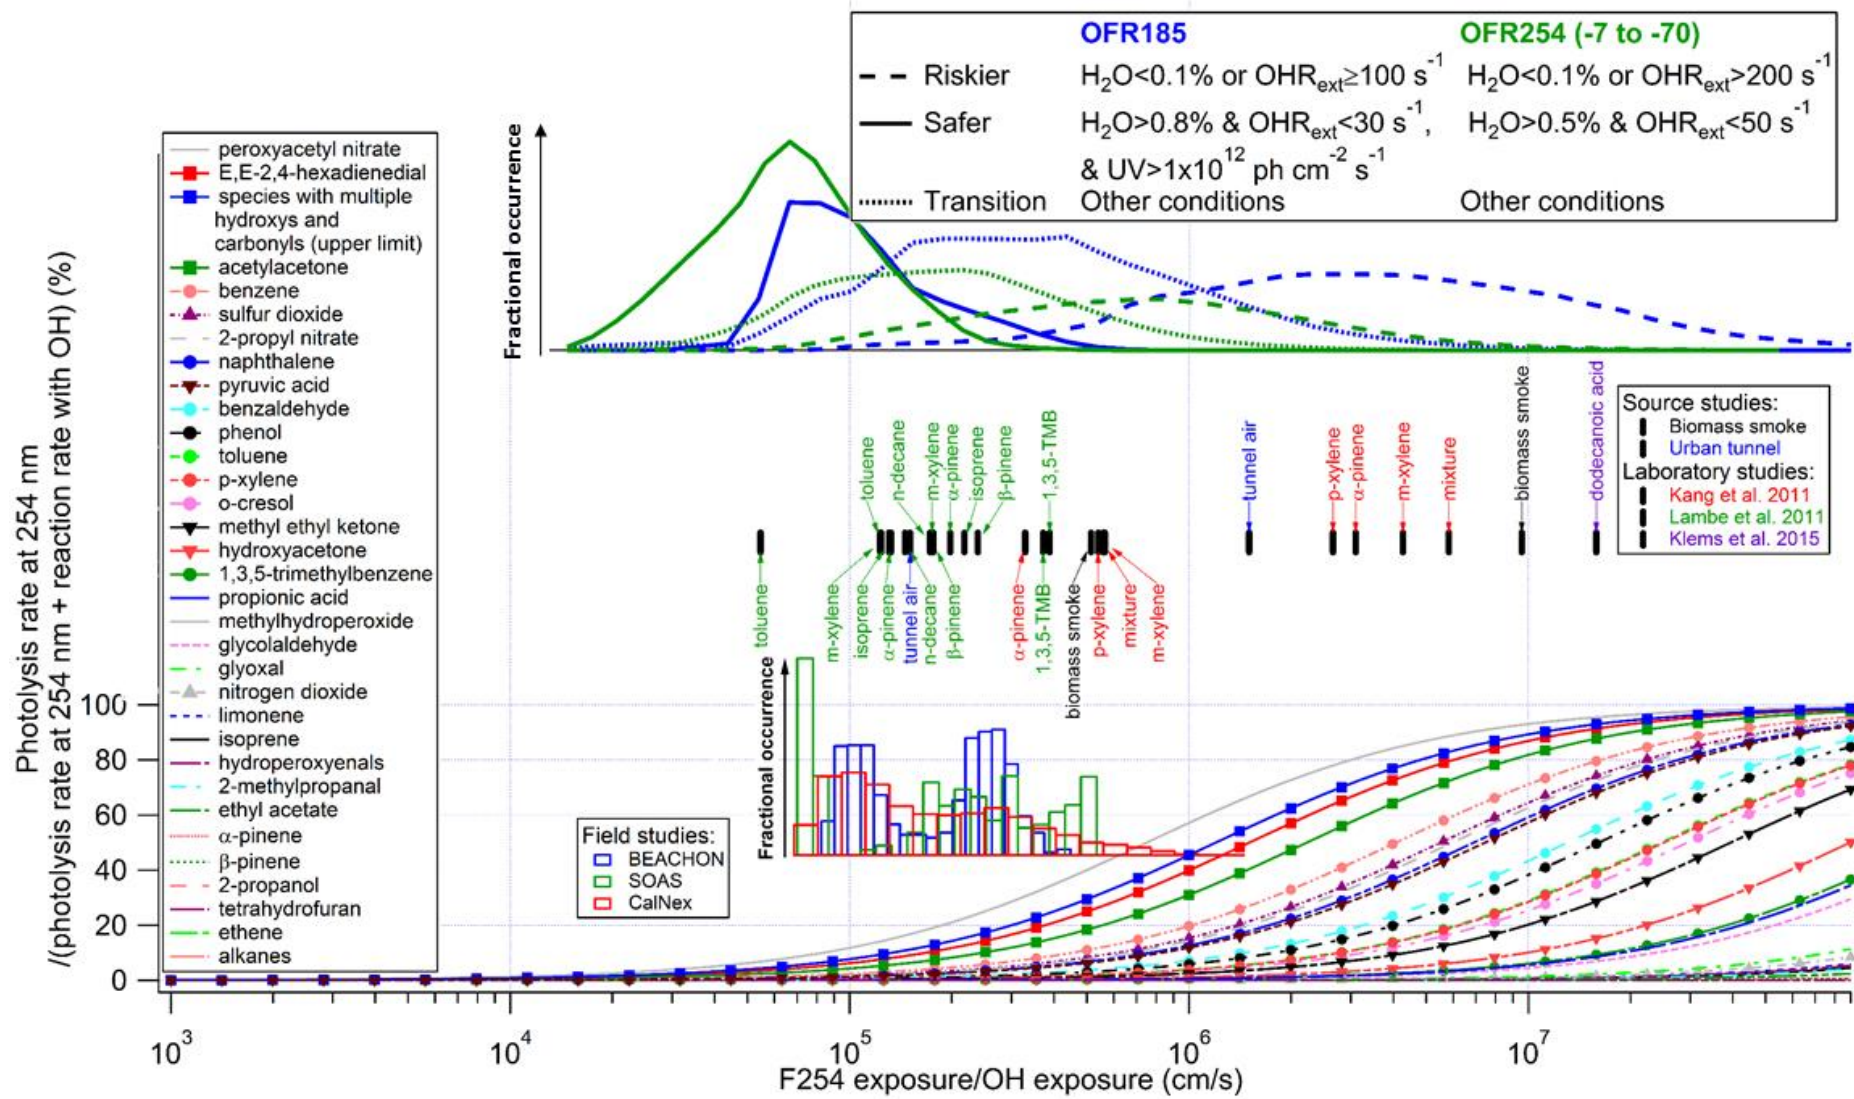 OFR185 OFR254 (-7 to -70)
Riskier H2O<0.1% or OHRext≥100 s-1 H2O<0.1% or OHRext>200 s-1
Safer H2O>0.8% & OHRext<30 s-1, H2O>0.5% & OHRext<50 s-1
& UV>1x10^12 ph cm-2 s-1
Transition Other conditions Other conditions
Fractional occurrence
peroxyacetyl nitrate
E,E-2,4-hexadienedial
species with multiple
hydroxys and
carbonyls (upper limit)
acetylacetone
benzene
sulfur dioxide
2-propyl nitrate
naphthalene
pyruvic acid
benzaldehyde
phenol
toluene
p-xylene
o-cresol
methyl ethyl ketone
hydroxyacetone
1,3,5-trimethylbenzene
propionic acid
methylhydroperoxide
glycolaldehyde
glyoxal
nitrogen dioxide
limonene
isoprene
hydroperoxyenals
2-methylpropanal
ethyl acetate
α-pinene
β-pinene
2-propanol
tetrahydrofuran
ethene
alkanes
toluene
n-decane
m-xylene
α-pinene
isoprene
β-pinene
1,3,5-TMB
tunnel air
p-xylene
α-pinene
m-xylene
mixture
biomass smoke
dodecanoic acid
Source studies:
Biomass smoke
Urban tunnel
Laboratory studies:
Kang et al. 2011
Lambe et al. 2011
Klems et al. 2015
toluene
m-xylene
isoprene
α-pinene
tunnel air
n-decane
β-pinene
α-pinene
1,3,5-TMB
biomass smoke
p-xylene
mixture
m-xylene
Fractional occurrence
Field studies:
BEACHON
SOAS
CalNex
Photolysis rate at 254 nm
/(photolysis rate at 254 nm + reaction rate with OH) (%)
100
80
60
40
20
0
10^3 10^4 10^5 10^6 10^7
F254 exposure/OH exposure (cm/s)